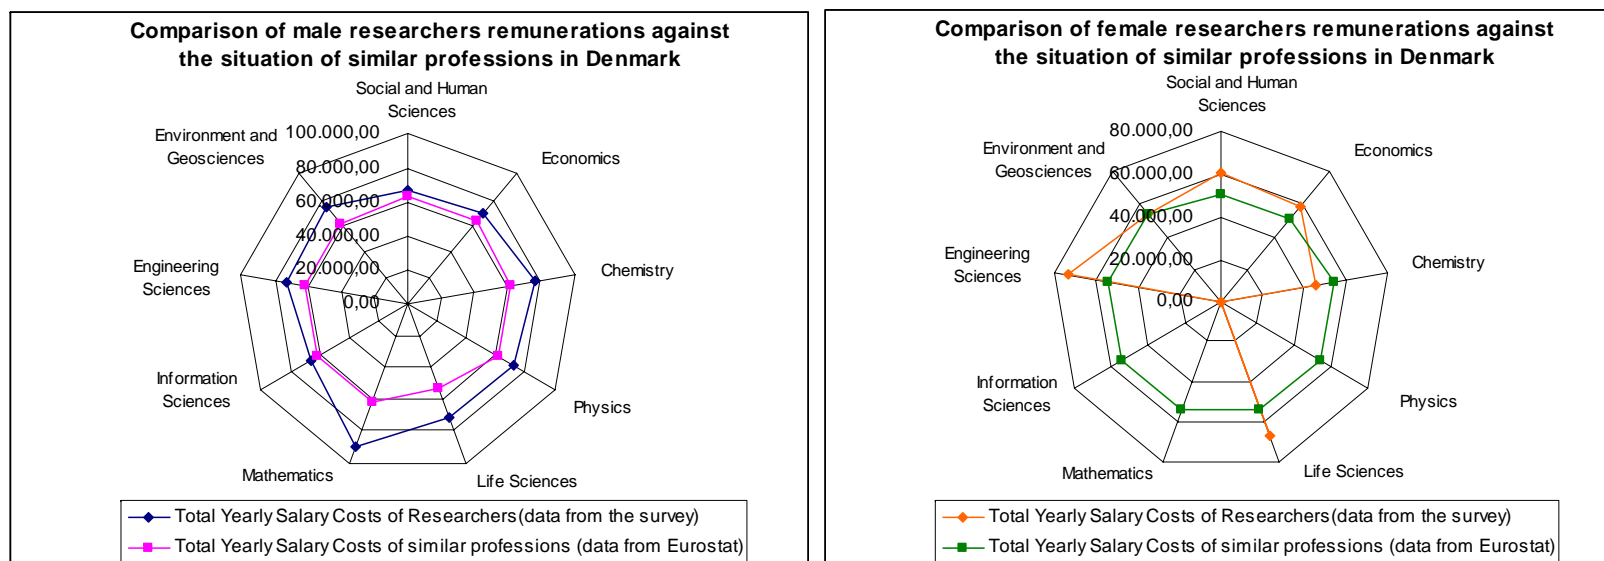 Comparison of male researchers remunerations against
the situation of similar professions in Denmark
Social and Human
Sciences
Economics
Chemistry
Physics
Life Sciences
Mathematics
Information
Sciences
Engineering
Sciences
Environment and
Geosciences
100.000,00
80.000,00
60.000,00
40.000,00
20.000,00
0,00
Total Yearly Salary Costs of Researchers(data from the survey)
Total Yearly Salary Costs of similar professions (data from Eurostat)
Comparison of female researchers remunerations against
the situation of similar professions in Denmark
Social and Human
Sciences
Economics
Chemistry
Physics
Life Sciences
Mathematics
Information
Sciences
Engineering
Sciences
Environment and
Geosciences
80.000,00
60.000,00
40.000,00
20.000,00
0,00
Total Yearly Salary Costs of Researchers(data from the survey)
Total Yearly Salary Costs of similar professions (data from Eurostat)